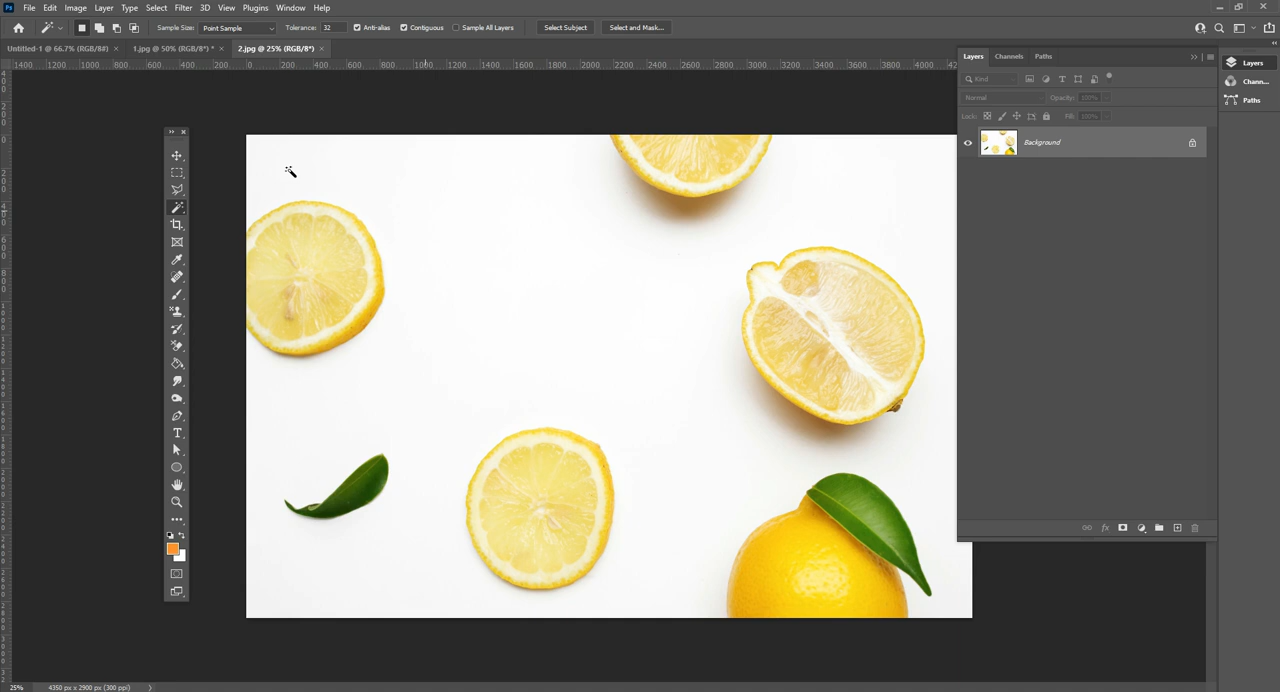 Ps File Edit Image Layer Type Select Filter 3D View Plugins Window Help
Sample Size: Point Sample Tolerance: 32 Anti-alias Contiguous Sample All Layers Select Subject Select and Mask...
Untitled-1 @ 66.7% (RGB/8#) × 1.jpg @ 50% (RGB/8*) * × 2.jpg @ 25% (RGB/8*) ×
Layers Channels Paths
1400 1200 1000 800 600 400 200 0 200 400 600 800 1000 1200 1400 1600 1800 2000 2200 2400 2600 2800 3000 3200 3400 3600 3800 4000
Layers
Kind
Chann...
Normal Opacity: 100%
Paths
Lock: Fill: 100%
Background
T
fx
25% 4350 px x 2900 px (300 ppi)